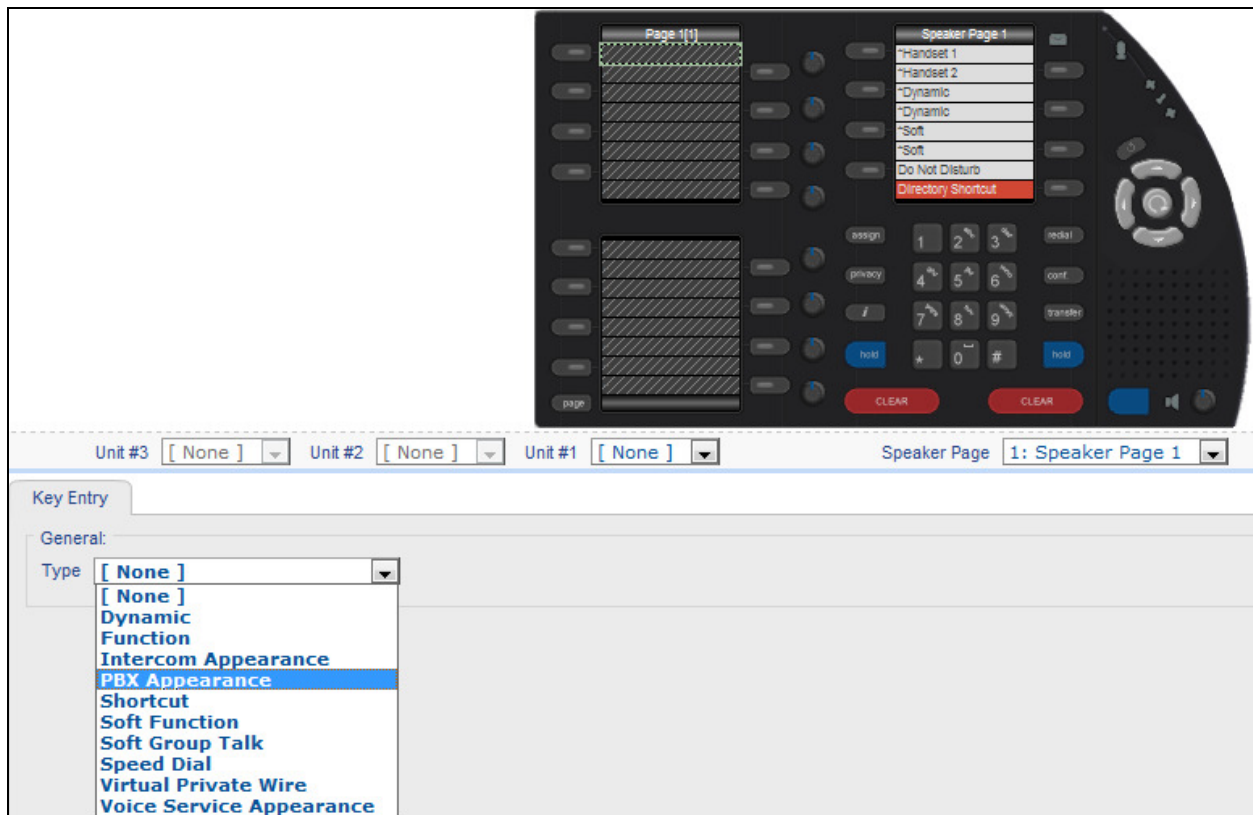 Page 1[1]
Speaker Page 1
*Handset 1
*Handset 2
*Dynamic
*Dynamic
*Soft
*Soft
Do Not Disturb
Directory Shortcut
assign 1 2 3 redial
privacy 4 5 6 conf.
i 7 8 9 transfer
hold * 0 # hold
page CLEAR CLEAR
Unit #3 [ None ] Unit #2 [ None ] Unit #1 [ None ] Speaker Page 1: Speaker Page 1
Key Entry
General:
Type [ None ]
[ None ]
Dynamic
Function
Intercom Appearance
PBX Appearance
Shortcut
Soft Function
Soft Group Talk
Speed Dial
Virtual Private Wire
Voice Service Appearance